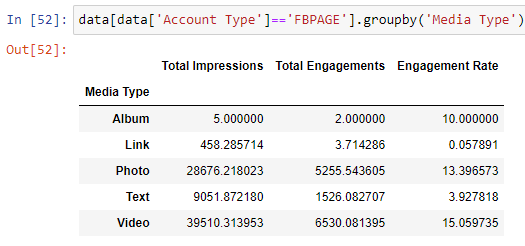 In [52]: data[data['Account Type']=='FBPAGE'].groupby('Media Type')
Out[52]:
Total Impressions Total Engagements Engagement Rate
Media Type
Album 5.000000 2.000000 10.000000
Link 458.285714 3.714286 0.057891
Photo 28676.218023 5255.543605 13.396573
Text 9051.872180 1526.082707 3.927818
Video 39510.313953 6530.081395 15.059735